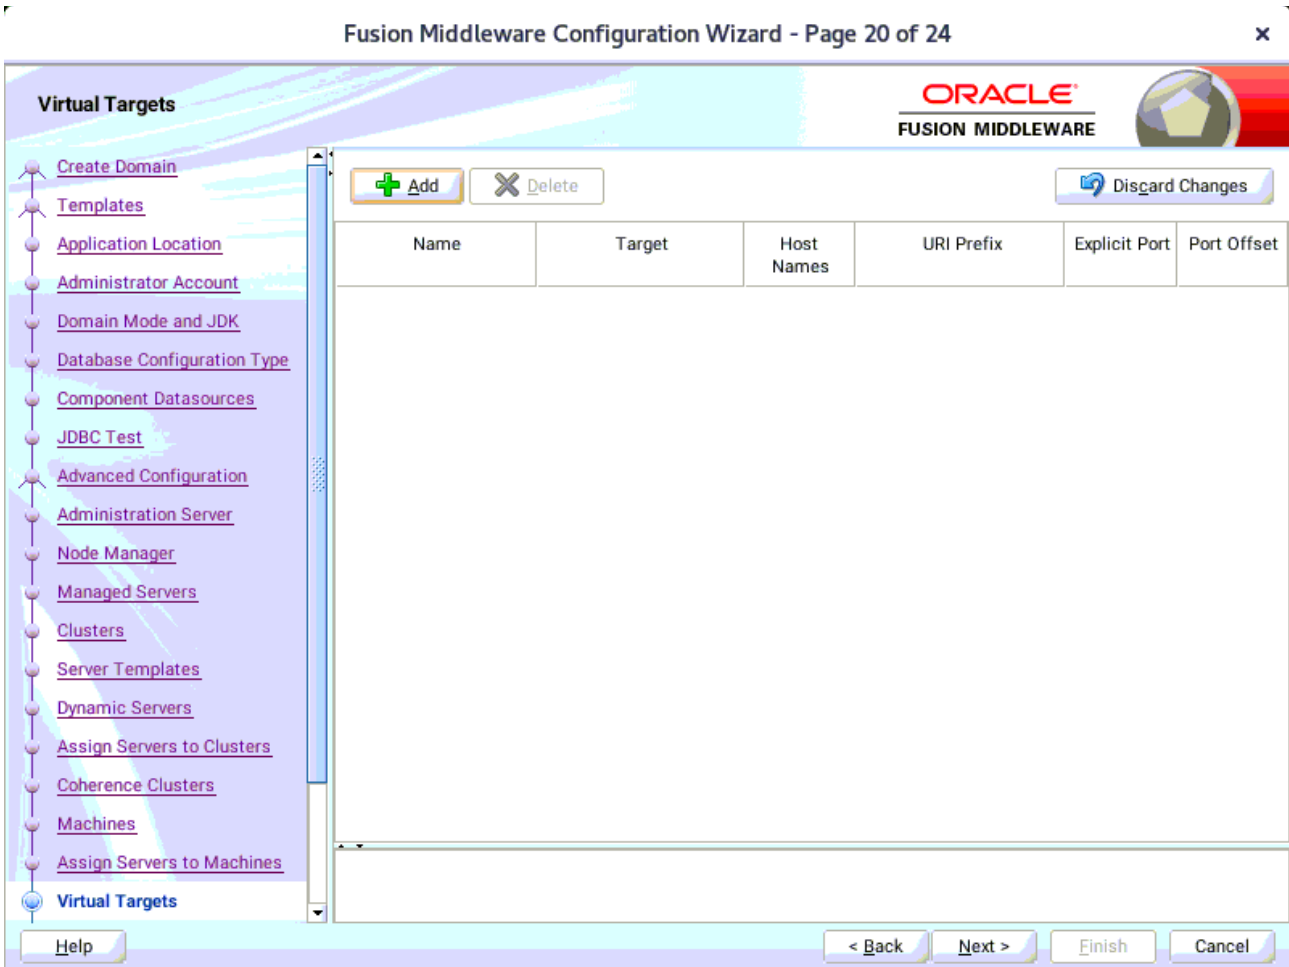 Fusion Middleware Configuration Wizard - Page 20 of 24
Virtual Targets
ORACLE
FUSION MIDDLEWARE
Create Domain
Templates
Application Location
Administrator Account
Domain Mode and JDK
Database Configuration Type
Component Datasources
JDBC Test
Advanced Configuration
Administration Server
Node Manager
Managed Servers
Clusters
Server Templates
Dynamic Servers
Assign Servers to Clusters
Coherence Clusters
Machines
Assign Servers to Machines
Virtual Targets
Add Delete Discard Changes
Name Target Host Names URI Prefix Explicit Port Port Offset
Help < Back Next > Finish Cancel